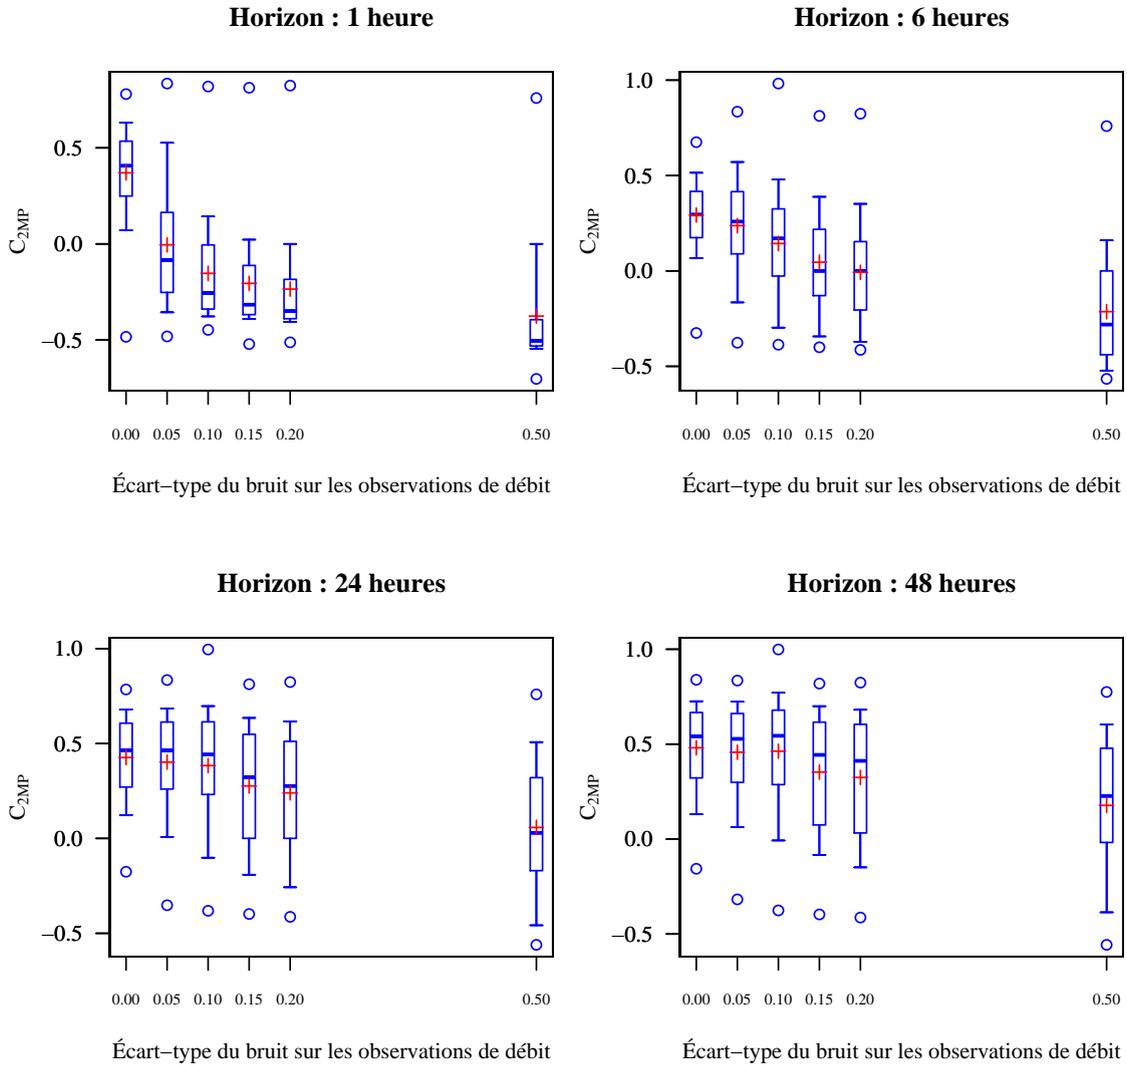 Horizon : 1 heure
C2MP
0.5
0.0
−0.5
0.00 0.05 0.10 0.15 0.20 0.50
Écart−type du bruit sur les observations de débit
Horizon : 6 heures
C2MP
1.0
0.5
0.0
−0.5
0.00 0.05 0.10 0.15 0.20 0.50
Écart−type du bruit sur les observations de débit
Horizon : 24 heures
C2MP
1.0
0.5
0.0
−0.5
0.00 0.05 0.10 0.15 0.20 0.50
Écart−type du bruit sur les observations de débit
Horizon : 48 heures
C2MP
1.0
0.5
0.0
−0.5
0.00 0.05 0.10 0.15 0.20 0.50
Écart−type du bruit sur les observations de débit